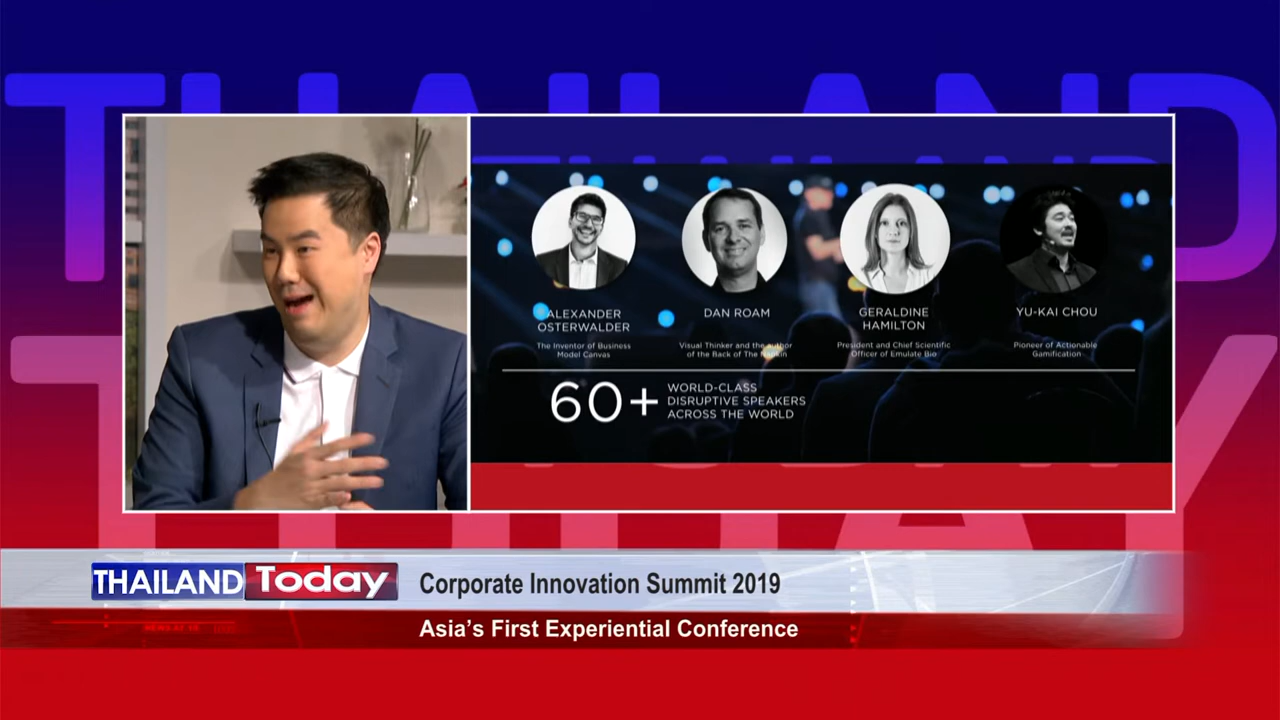 THAILAND
ALEXANDER
OSTERWALDER
The Inventor of Business
Model Canvas
DAN ROAM
Visual Thinker and the author
of the Back of The Napkin
GERALDINE
HAMILTON
President and Chief Scientific
Officer of Emulate Bio
YU-KAI CHOU
Pioneer of Actionable
Gamification
60+
WORLD-CLASS
DISRUPTIVE SPEAKERS
ACROSS THE WORLD
THAILAND Today
Corporate Innovation Summit 2019
Asia's First Experiential Conference